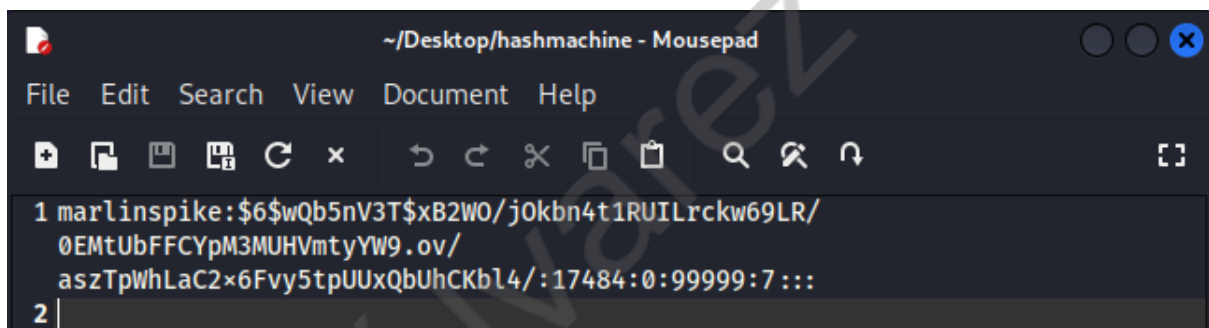 ~/Desktop/hashmachine - Mousepad
File Edit Search View Document Help
1 marlinspike:$6$wQb5nV3T$xB2WO/jOkbn4t1RUILrckw69LR/
0EMtUbFFCYpM3MUHVmtyYW9.ov/
aszTpWhLaC2×6Fvy5tpUUxQbUhCKbl4/:17484:0:99999:7:::
2